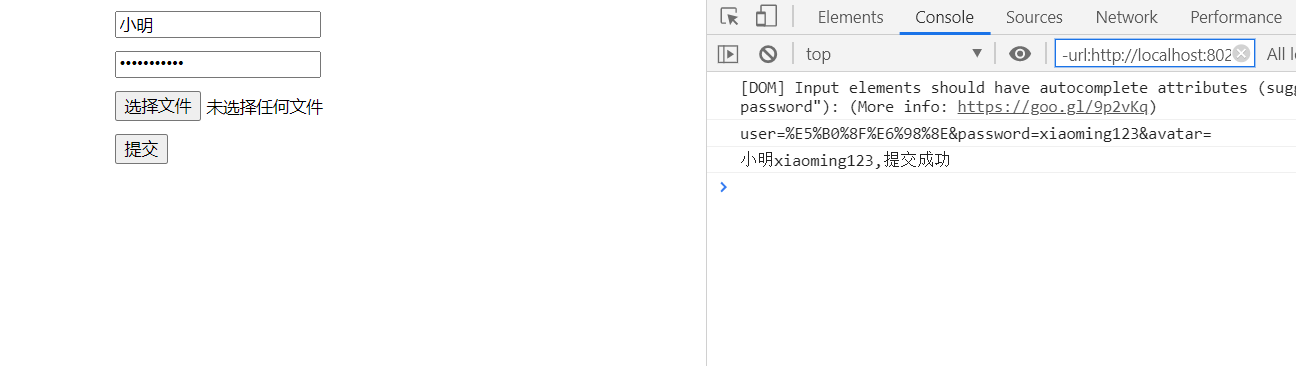 小明
•••••••••••
选择文件 未选择任何文件
提交
Elements Console Sources Network Performance
top -url:http://localhost:802 All l
[DOM] Input elements should have autocomplete attributes (sugg
password"): (More info: https://goo.gl/9p2vKq)
user=%E5%B0%8F%E6%98%8E&password=xiaoming123&avatar=
小明xiaoming123,提交成功